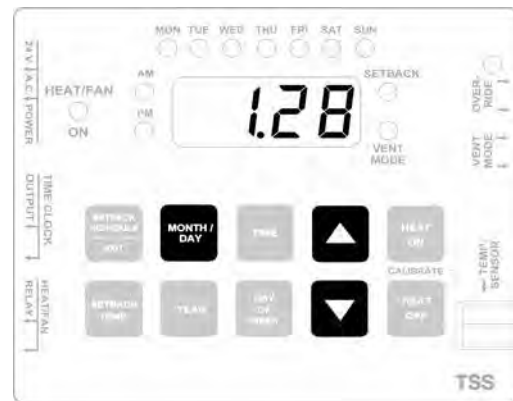 MON TUE WED THU FRI SAT SUN
AM
SETBACK
HEAT/FAN
PM
ON
1.28
VENT
MODE
24 V.
A.C.
POWER
OVER-
RIDE
VENT
MODE
TIME CLOCK
OUTPUT
SETBACK
SCHEDULE
EXIT
MONTH /
DAY
TIME
HEAT
ON
CALIBRATE
TEMP.
SENSOR
HEAT/FAN
RELAY
SETBACK
TEMP
YEAR
DAY
OF
WEEK
HEAT
OFF
TSS